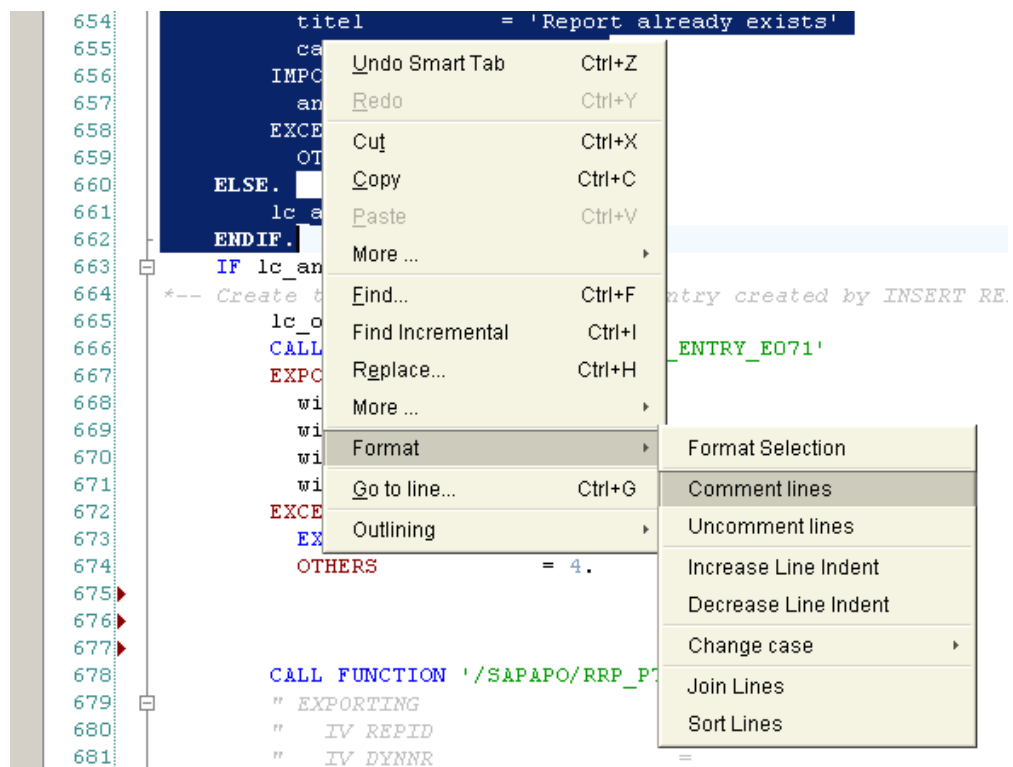 654 titel = 'Report already exists'
655 ca
656 IMPO
657 an
658 EXCE
659 OT
660 ELSE.
661 lc_a
662 ENDIF.
663 IF lc_an
664 *-- Create t ntry created by INSERT RE
665 lc_o
666 CALL _ENTRY_E071'
667 EXPO
668 wi
669 wi
670 wi
671 wi
672 EXCE
673 EX
674 OTHERS = 4.
675
676
677
678 CALL FUNCTION '/SAPAPO/RRP_PT
679 " EXPORTING
680 " IV REPID
681 " IV DYNNR =
Undo Smart Tab Ctrl+Z
Redo Ctrl+Y
Cut Ctrl+X
Copy Ctrl+C
Paste Ctrl+V
More ...
Find... Ctrl+F
Find Incremental Ctrl+I
Replace... Ctrl+H
More ...
Format
Go to line... Ctrl+G
Outlining
Format Selection
Comment lines
Uncomment lines
Increase Line Indent
Decrease Line Indent
Change case
Join Lines
Sort Lines